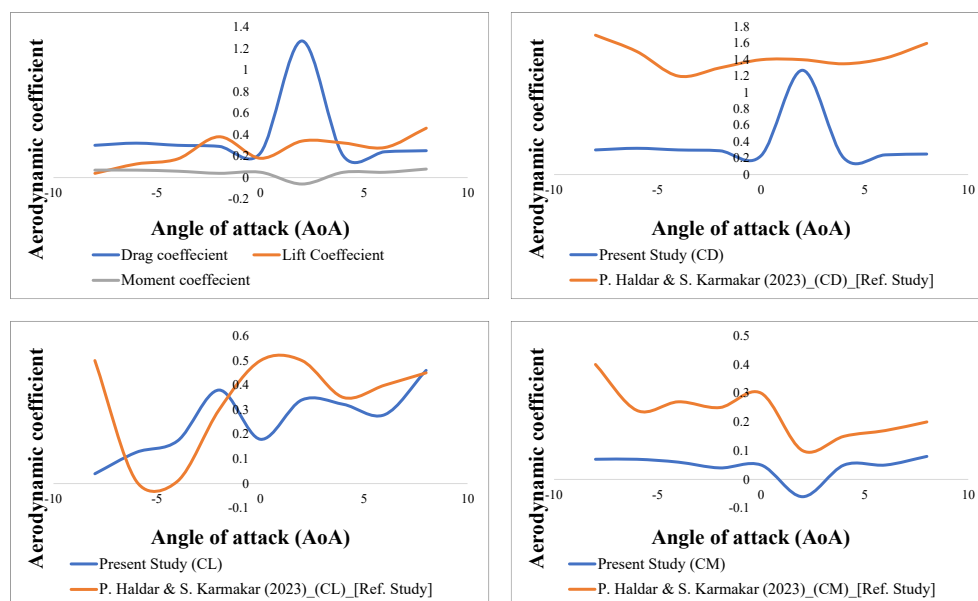 Aerodynamic coefficient
1.4
1.2
1
0.8
0.6
0.4
0.2
0
-0.2
-10 -5 0 5 10
Angle of attack (AoA)
Drag coeffecient Lift Coeffecient
Moment coeffecient
Aerodynamic coefficient
1.8
1.6
1.4
1.2
1
0.8
0.6
0.4
0.2
0
-10 -5 0 5 10
Angle of attack (AoA)
Present Study (CD)
P. Haldar & S. Karmakar (2023)_(CD)_[Ref. Study]
Aerodynamic coefficient
0.6
0.5
0.4
0.3
0.2
0.1
0
-0.1
-10 -5 0 5 10
Angle of attack (AoA)
Present Study (CL)
P. Haldar & S. Karmakar (2023)_(CL)_[Ref. Study]
Aerodynamic coefficient
0.5
0.4
0.3
0.2
0.1
0
-0.1
-10 -5 0 5 10
Angle of attack (AoA)
Present Study (CM)
P. Haldar & S. Karmakar (2023)_(CM)_[Ref. Study]